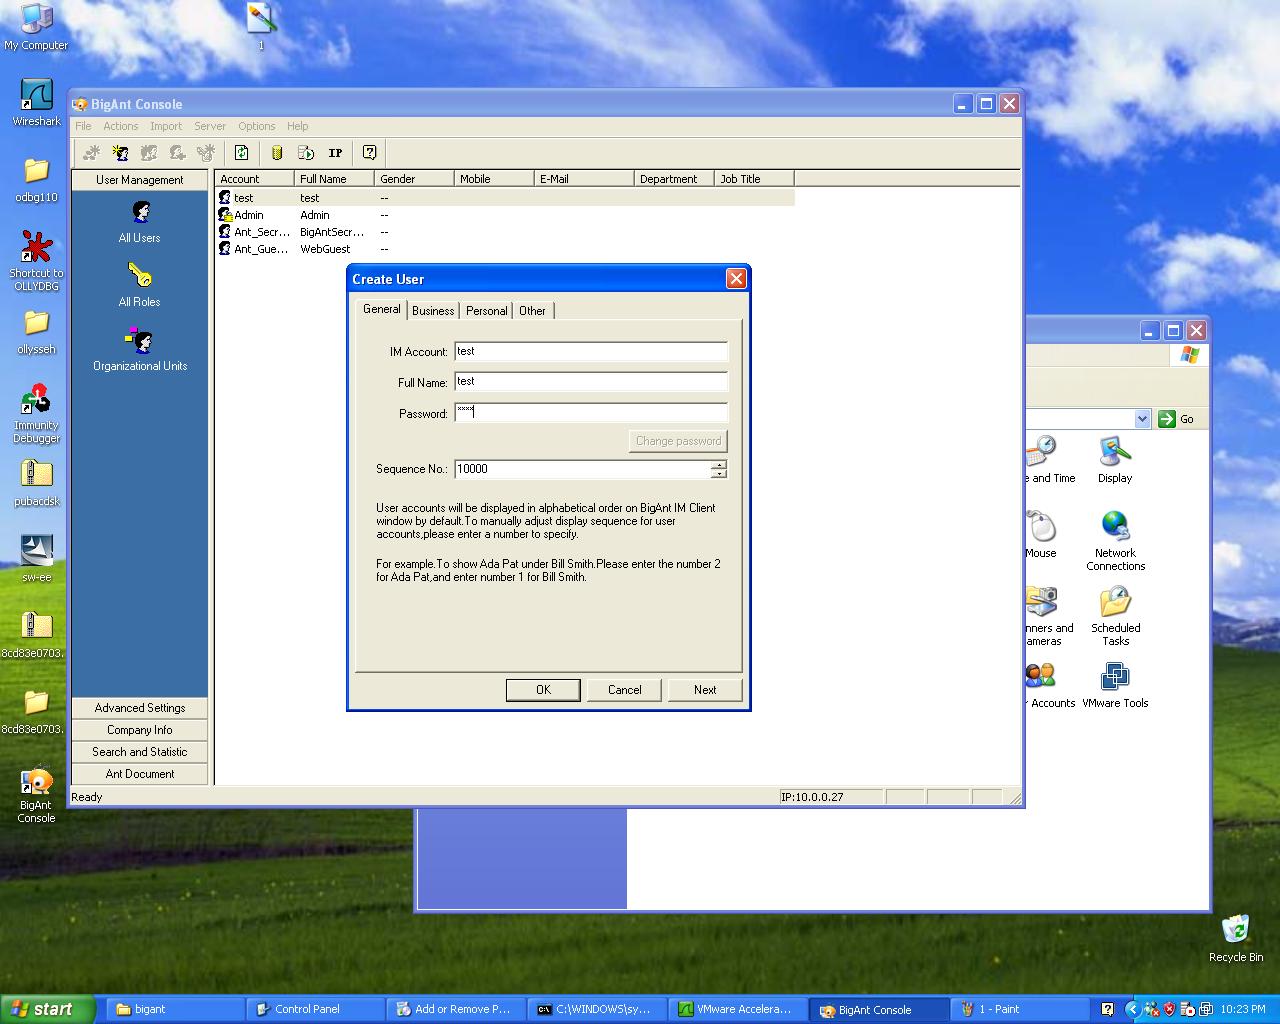 My Computer
1
Wireshark
odbg110
Shortcut to
OLLYDBG
ollysseh
Immunity
Debugger
pubacdsk
sw-ee
8cd83e0703.
8cd83e0703.
BigAnt
Console
BigAnt Console
File Actions Import Server Options Help
IP
User Management
All Users
All Roles
Organizational Units
Advanced Settings
Company Info
Search and Statistic
Ant Document
Account Full Name Gender Mobile E-Mail Department Job Title
test test --
Admin Admin --
Ant_Secr... BigAntSecr... --
Ant_Gue... WebGuest --
Ready
IP:10.0.0.27
Create User
General Business Personal Other
IM Account: test
Full Name: test
Password: ****
Change password
Sequence No.: 10000
User accounts will be displayed in alphabetical order on BigAnt IM Client
window by default.To manually adjust display sequence for user
accounts,please enter a number to specify.
For example.To show Ada Pat under Bill Smith.Please enter the number 2
for Ada Pat,and enter number 1 for Bill Smith.
OK Cancel Next
Go
e and Time
Display
Mouse
Network
Connections
nners and
ameras
Scheduled
Tasks
Accounts
VMware Tools
Recycle Bin
start
bigant
Control Panel
Add or Remove P...
C:\WINDOWS\sy...
VMware Accelera...
BigAnt Console
1 - Paint
10:23 PM